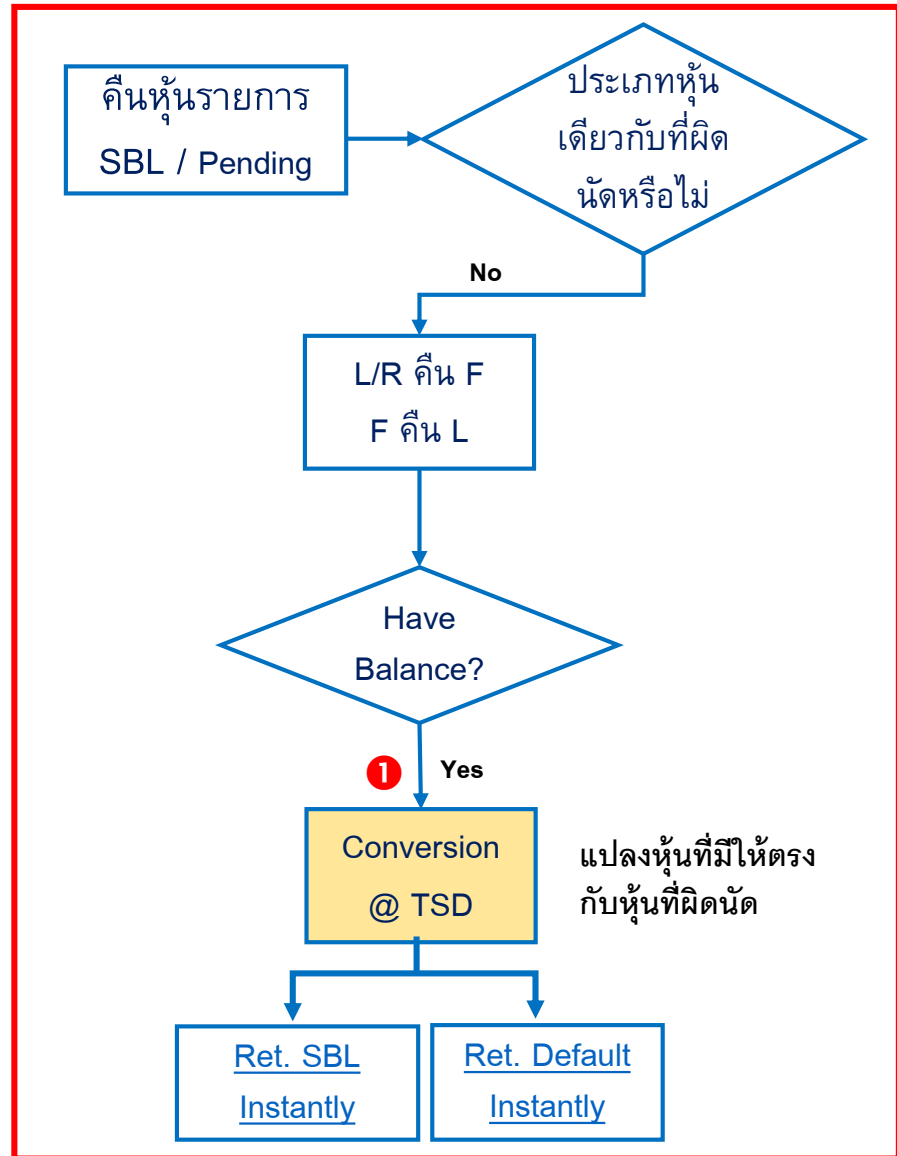 คืนหุ้นรายการ
SBL / Pending
ประเภทหุ้น
เดียวกับที่ผิด
นัดหรือไม่
No
L/R คืน F
F คืน L
Have
Balance?
❶ Yes
Conversion
@ TSD
แปลงหุ้นที่มีให้ตรง
กับหุ้นที่ผิดนัด
Ret. SBL
Instantly
Ret. Default
Instantly